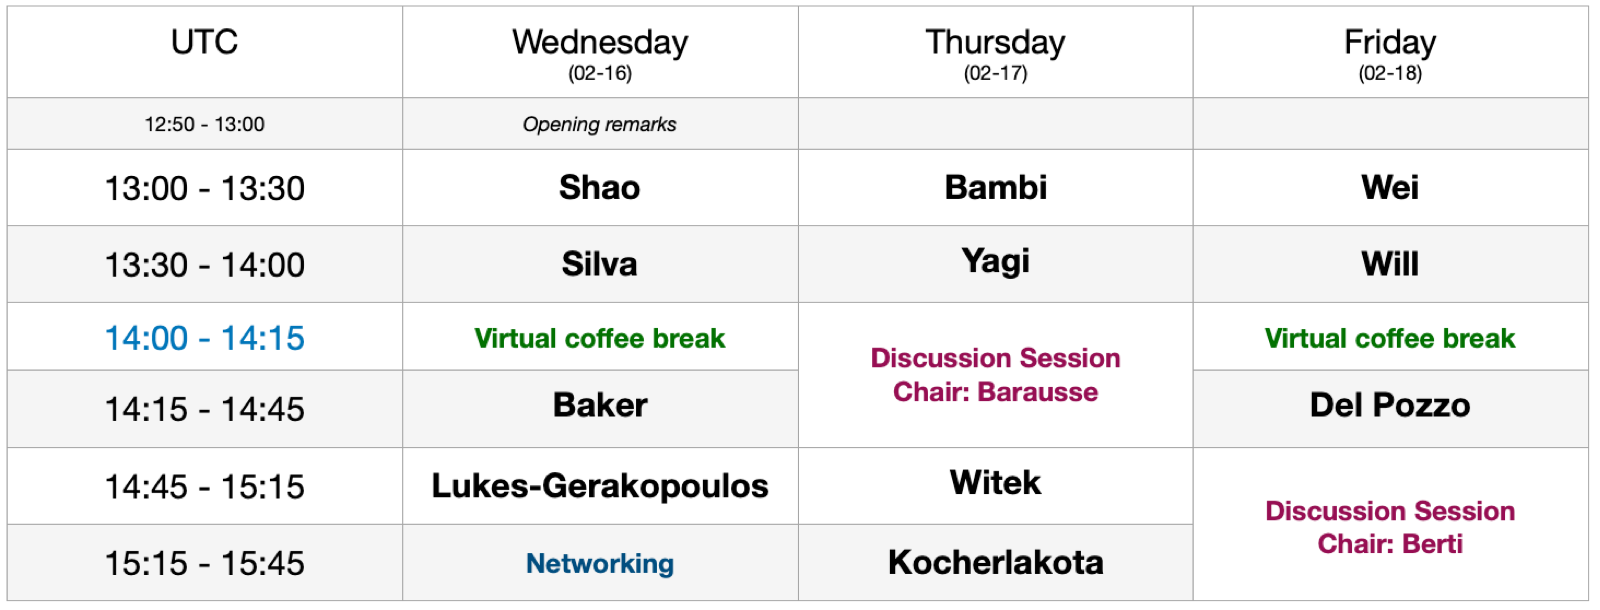 UTC Wednesday Thursday Friday
(02-16) (02-17) (02-18)
12:50 - 13:00 Opening remarks
13:00 - 13:30 Shao Bambi Wei
13:30 - 14:00 Silva Yagi Will
14:00 - 14:15 Virtual coffee break Virtual coffee break
Discussion Session
Chair: Barausse
14:15 - 14:45 Baker Del Pozzo
14:45 - 15:15 Lukes-Gerakopoulos Witek
Discussion Session
Chair: Berti
15:15 - 15:45 Networking Kocherlakota